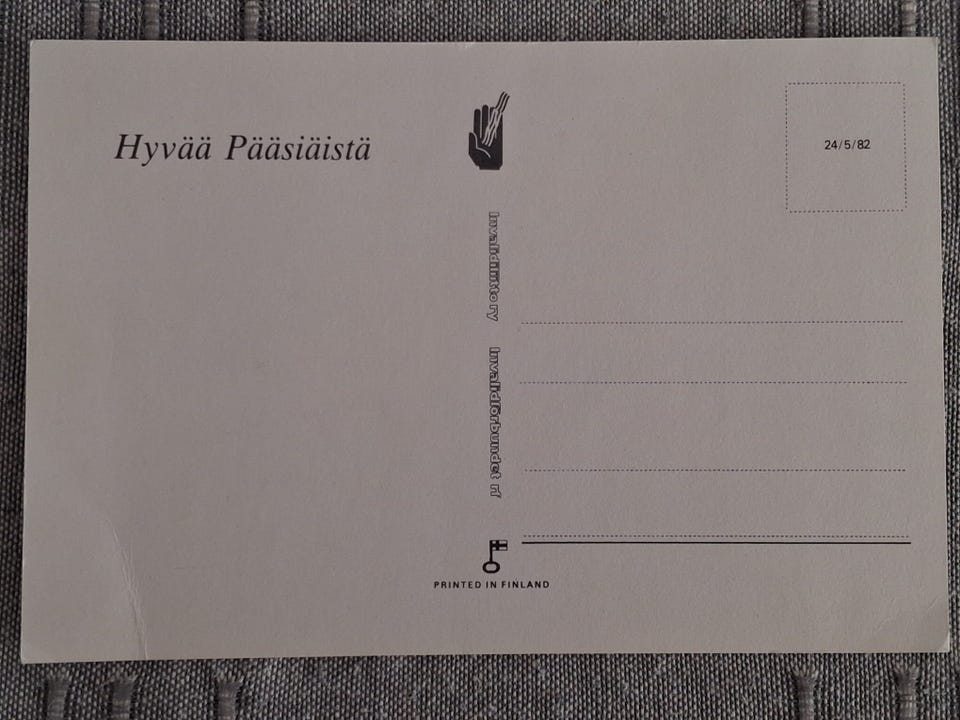 Hyvää Pääsiäistä
24/5/82
Invalidiliitto ry
Invalidförbundet rf
PRINTED IN FINLAND